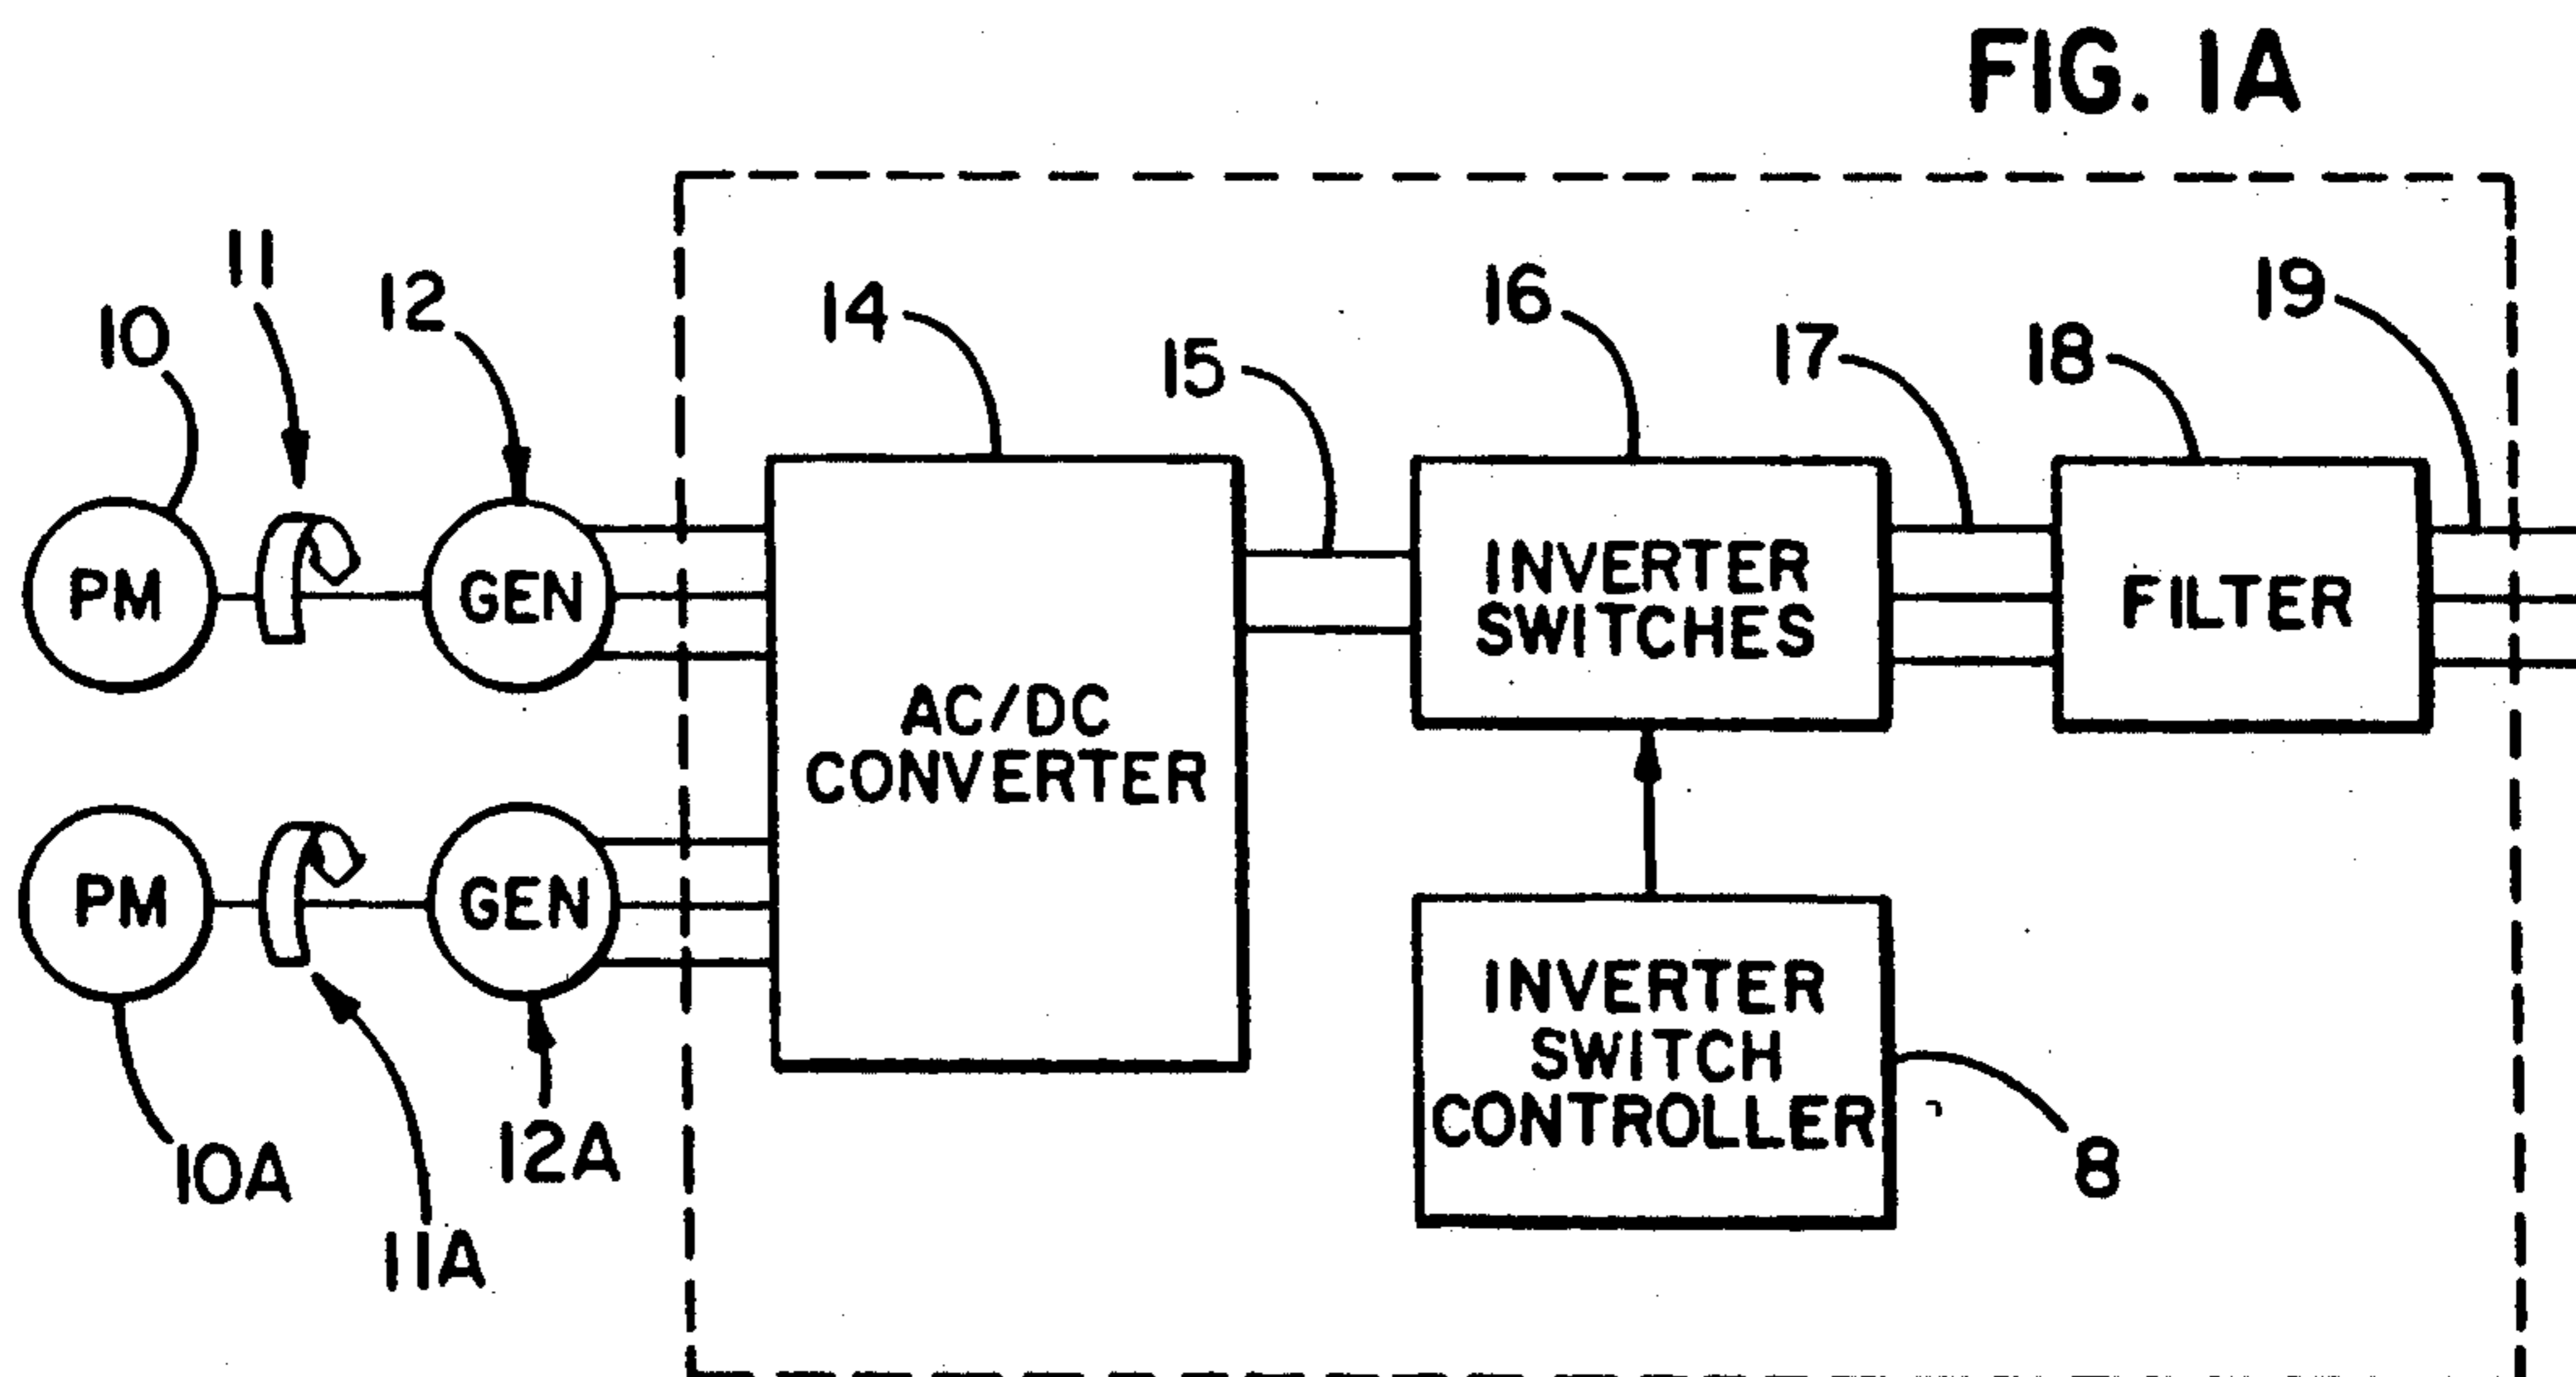 FIG. 1A
11
12
10
14
15
16
17
18
19
PM
GEN
AC/DC
CONVERTER
INVERTER
SWITCHES
FILTER
PM
GEN
INVERTER
SWITCH
CONTROLLER
10A
11A
12A
8